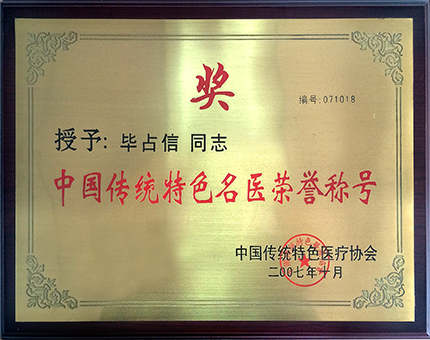 奖
编号:071018
授予: 毕占信 同志
中国传统特色名医荣誉称号
中国传统特色医疗协会
二00七年十月